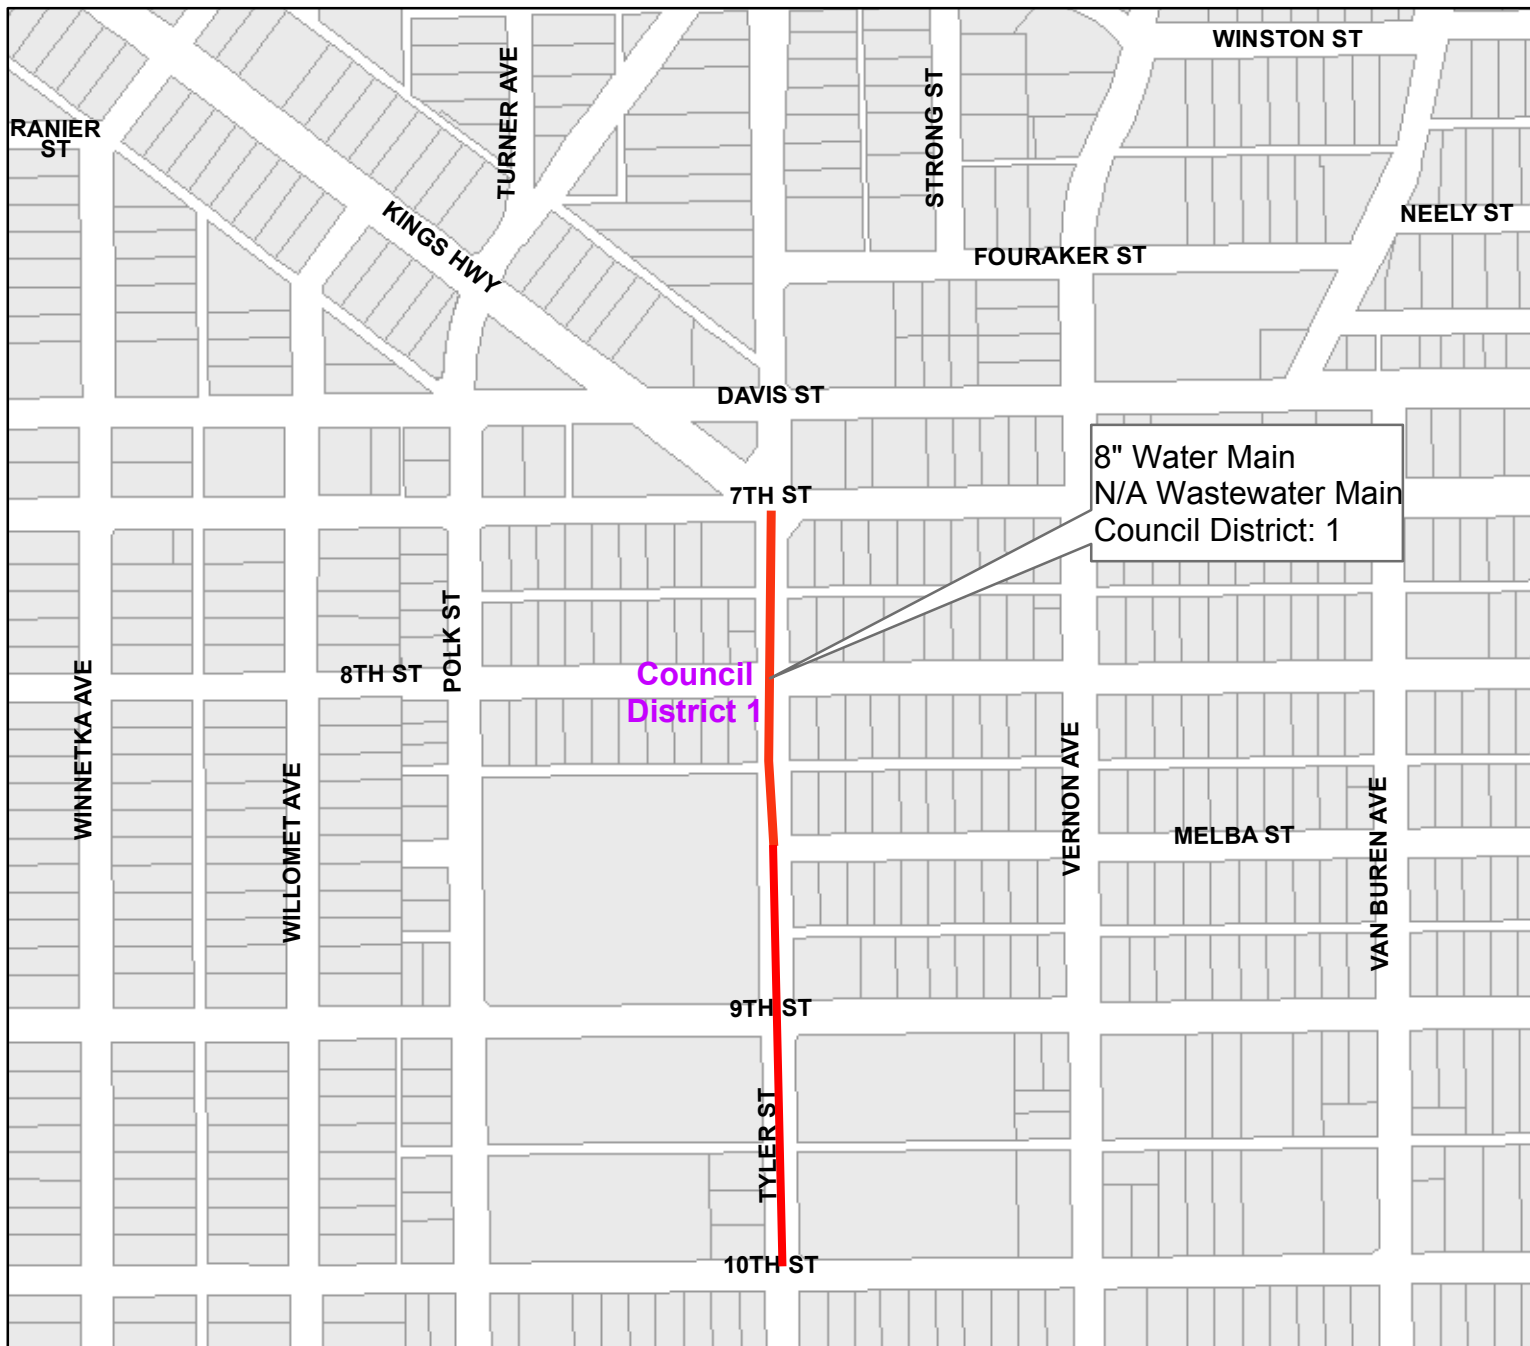 WINSTON ST
TURNER AVE
STRONG ST
RANIER
ST
NEELY ST
KINGS HWY
FOURAKER ST
DAVIS ST
8" Water Main
N/A Wastewater Main
Council District: 1
7TH ST
POLK ST
8TH ST
Council
District 1
WINNETKA AVE
WILLOMET AVE
VERNON AVE
MELBA ST
VAN BUREN AVE
9TH ST
TYLER ST
10TH ST